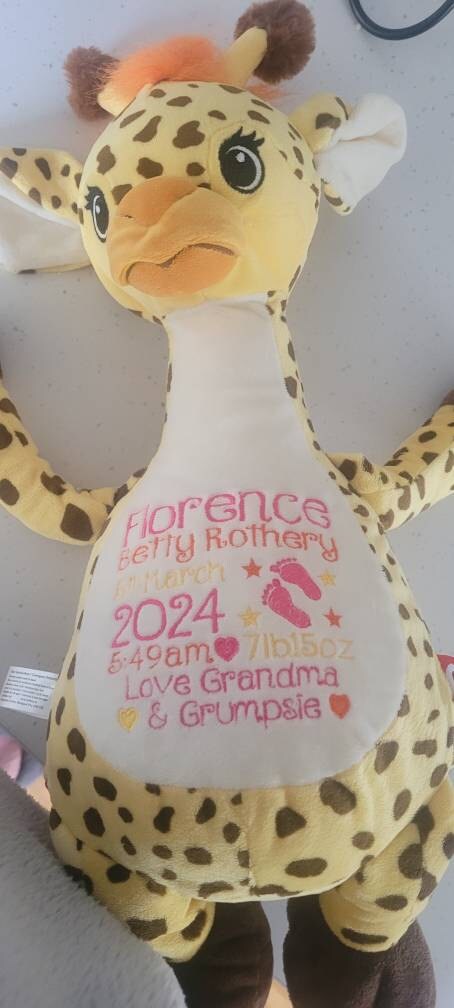 Florence
Betty Rothery
March
2024
5:49am 7lb15oz
Love Grandma
& Grumpsie